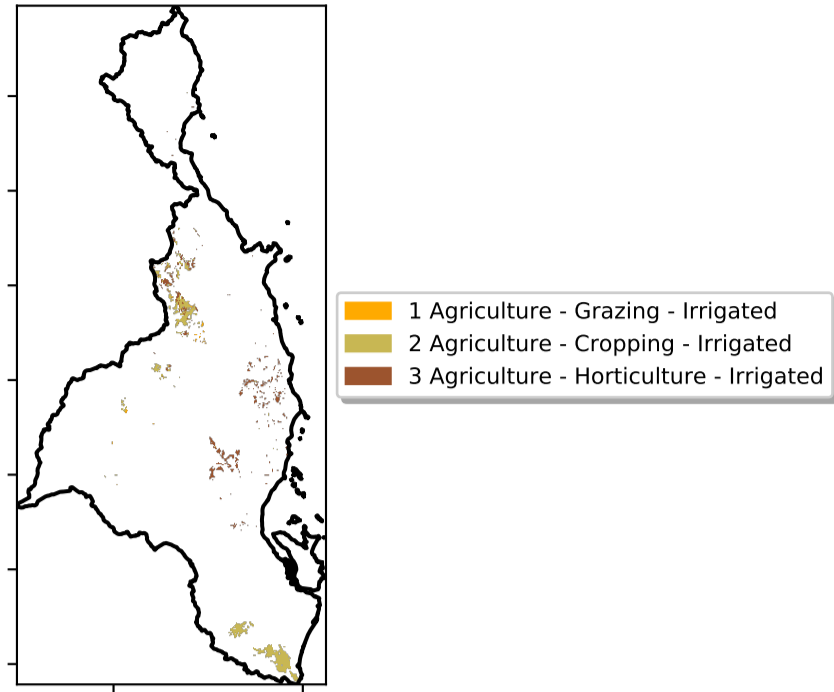 1 Agriculture - Grazing - Irrigated
2 Agriculture - Cropping - Irrigated
3 Agriculture - Horticulture - Irrigated